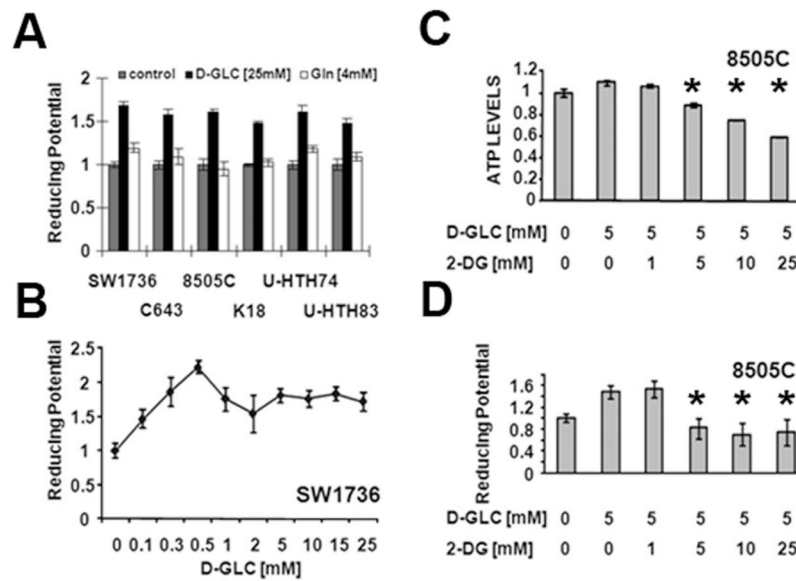 A
control D-GLC [25mM] Gln [4mM]
Reducing Potential
2
1.5
1
0.5
0
SW1736 8505C U-HTH74
C643 K18 U-HTH83
B
Reducing Potential
2.5
2
1.5
1
0.5
0
SW1736
0 0.1 0.3 0.5 1 2 5 10 15 25
D-GLC [mM]
C
8505C
ATP LEVELS
1.2
1
0.8
0.6
0.4
0.2
0
* * *
D-GLC [mM] 0 5 5 5 5 5
2-DG [mM] 0 0 1 5 10 25
D
8505C
Reducing Potential
1.6
1.2
0.8
0.4
0
* * *
D-GLC [mM] 0 5 5 5 5 5
2-DG [mM] 0 0 1 5 10 25